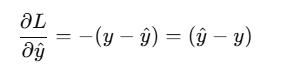 ∂L/∂ŷ = −(y − ŷ) = (ŷ − y)